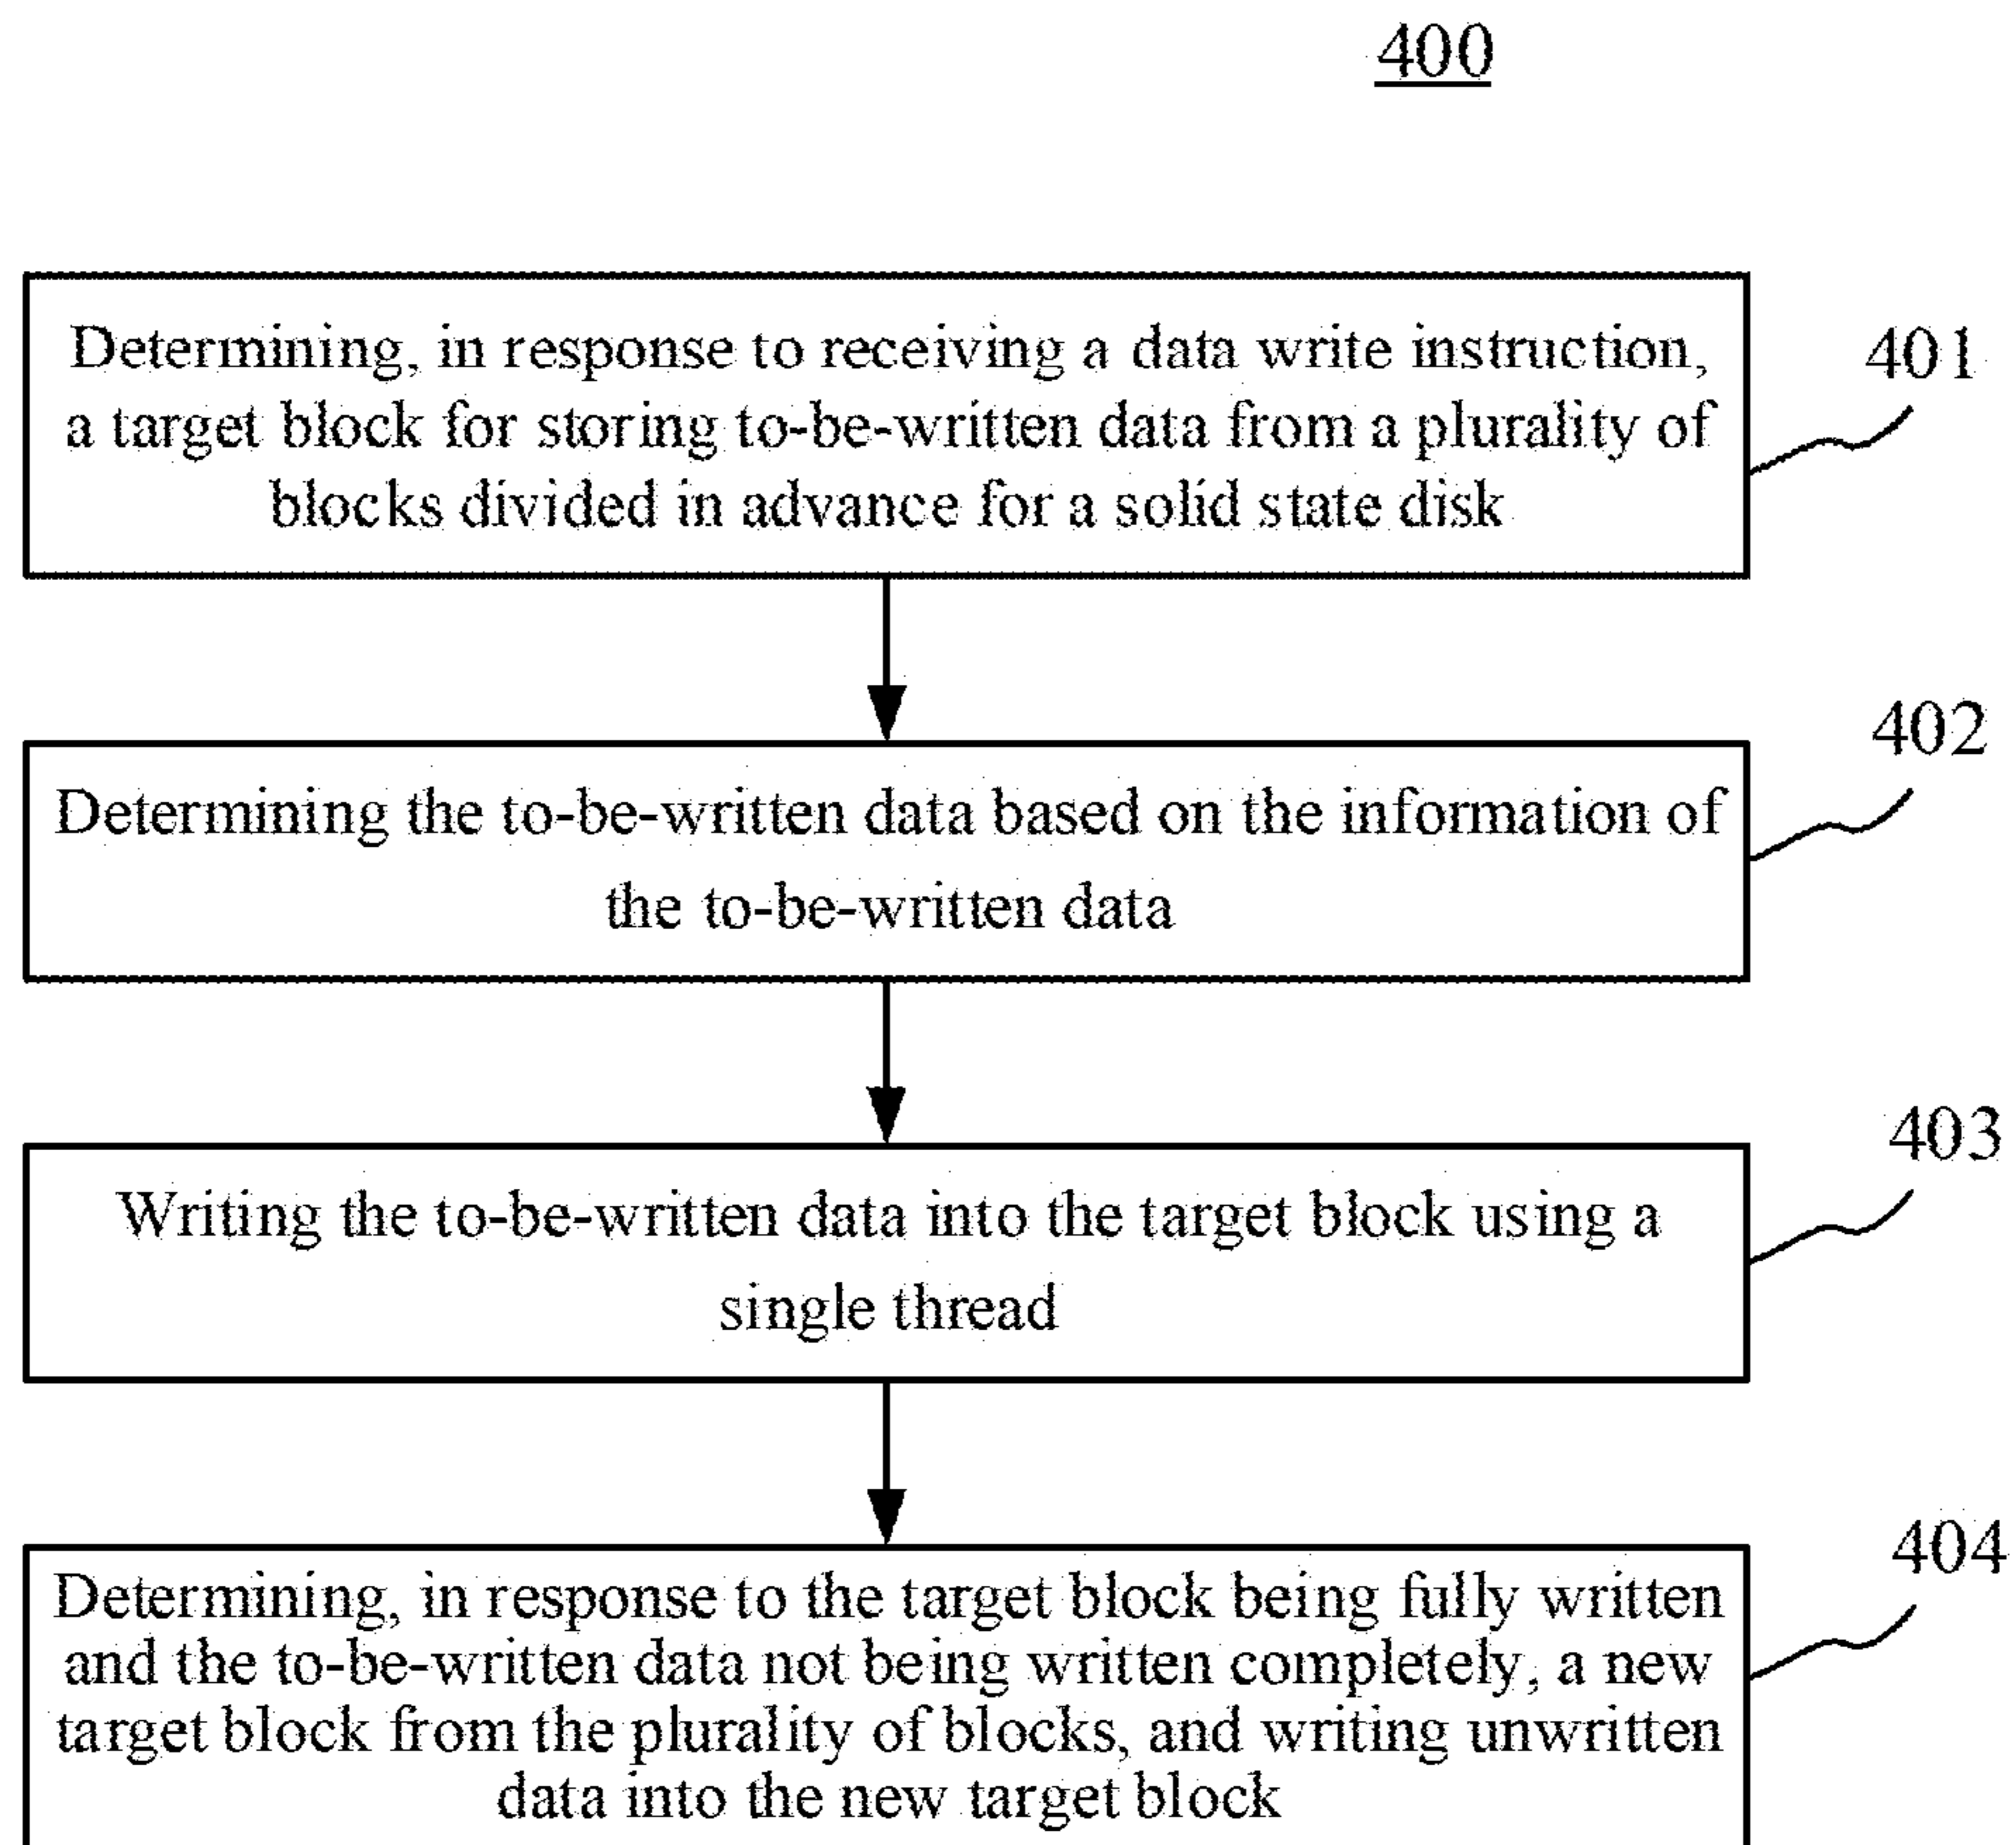 400
Determining, in response to receiving a data write instruction,
a target block for storing to-be-written data from a plurality of
blocks divided in advance for a solid state disk
401
Determining the to-be-written data based on the information of
the to-be-written data
402
Writing the to-be-written data into the target block using a
single thread
403
Determining, in response to the target block being fully written
and the to-be-written data not being written completely, a new
target block from the plurality of blocks, and writing unwritten
data into the new target block
404